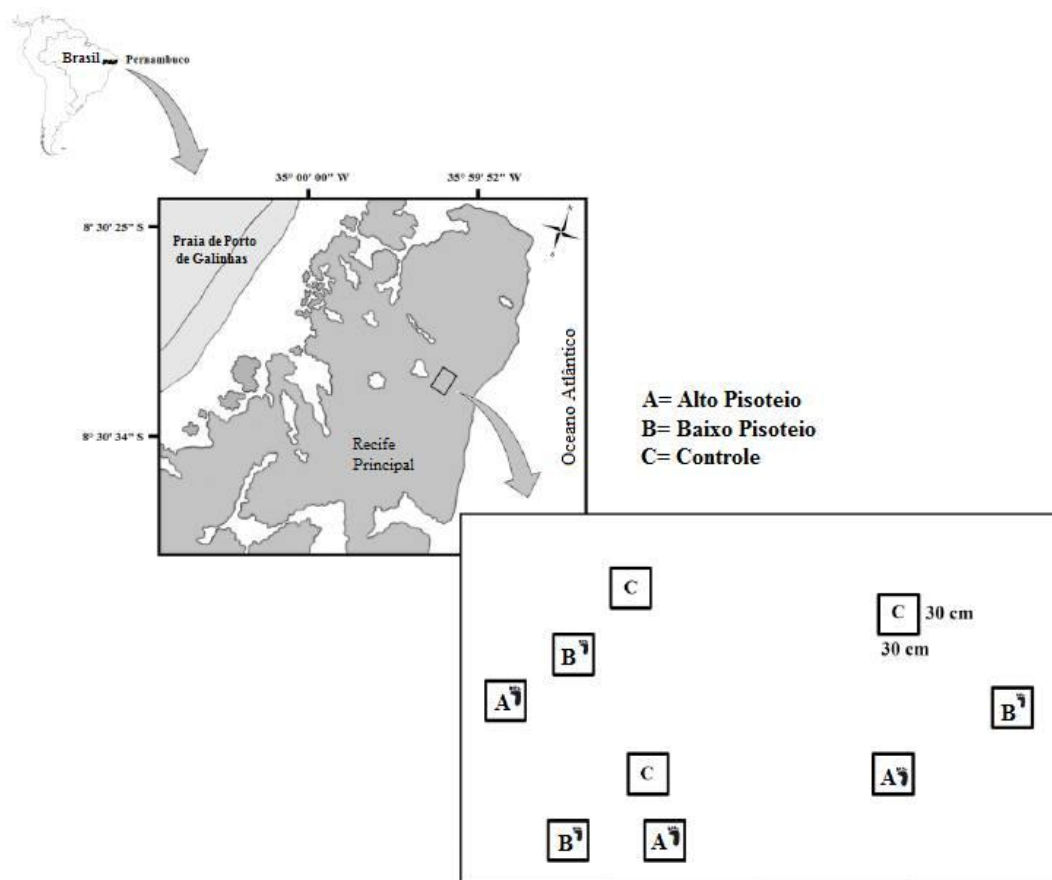 Brasil
Pernambuco
35° 00' 00'' W
35° 59' 52'' W
8° 30' 25'' S
Praia de Porto
de Galinhas
Oceano Atlântico
8° 30' 34'' S
Recife
Principal
A= Alto Pisoteio
B= Baixo Pisoteio
C= Controle
C
C
30 cm
30 cm
B
A
B
C
A
B
A